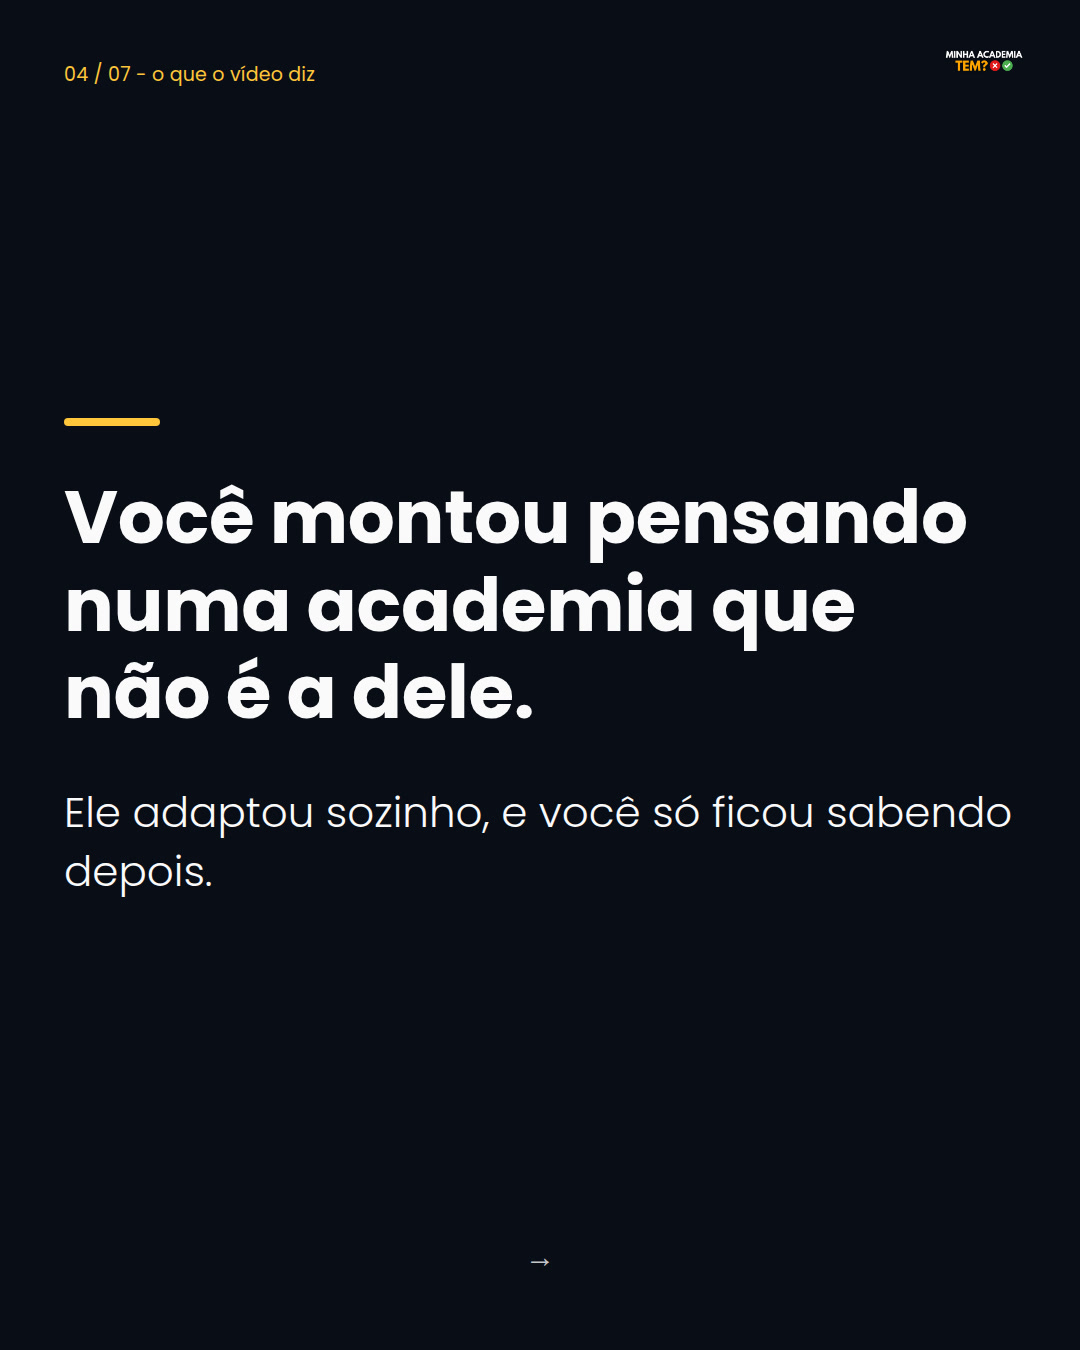 04 / 07 - o que o vídeo diz
MINHA ACADEMIA
TEM?
Você montou pensando
numa academia que
não é a dele.
Ele adaptou sozinho, e você só ficou sabendo
depois.
→